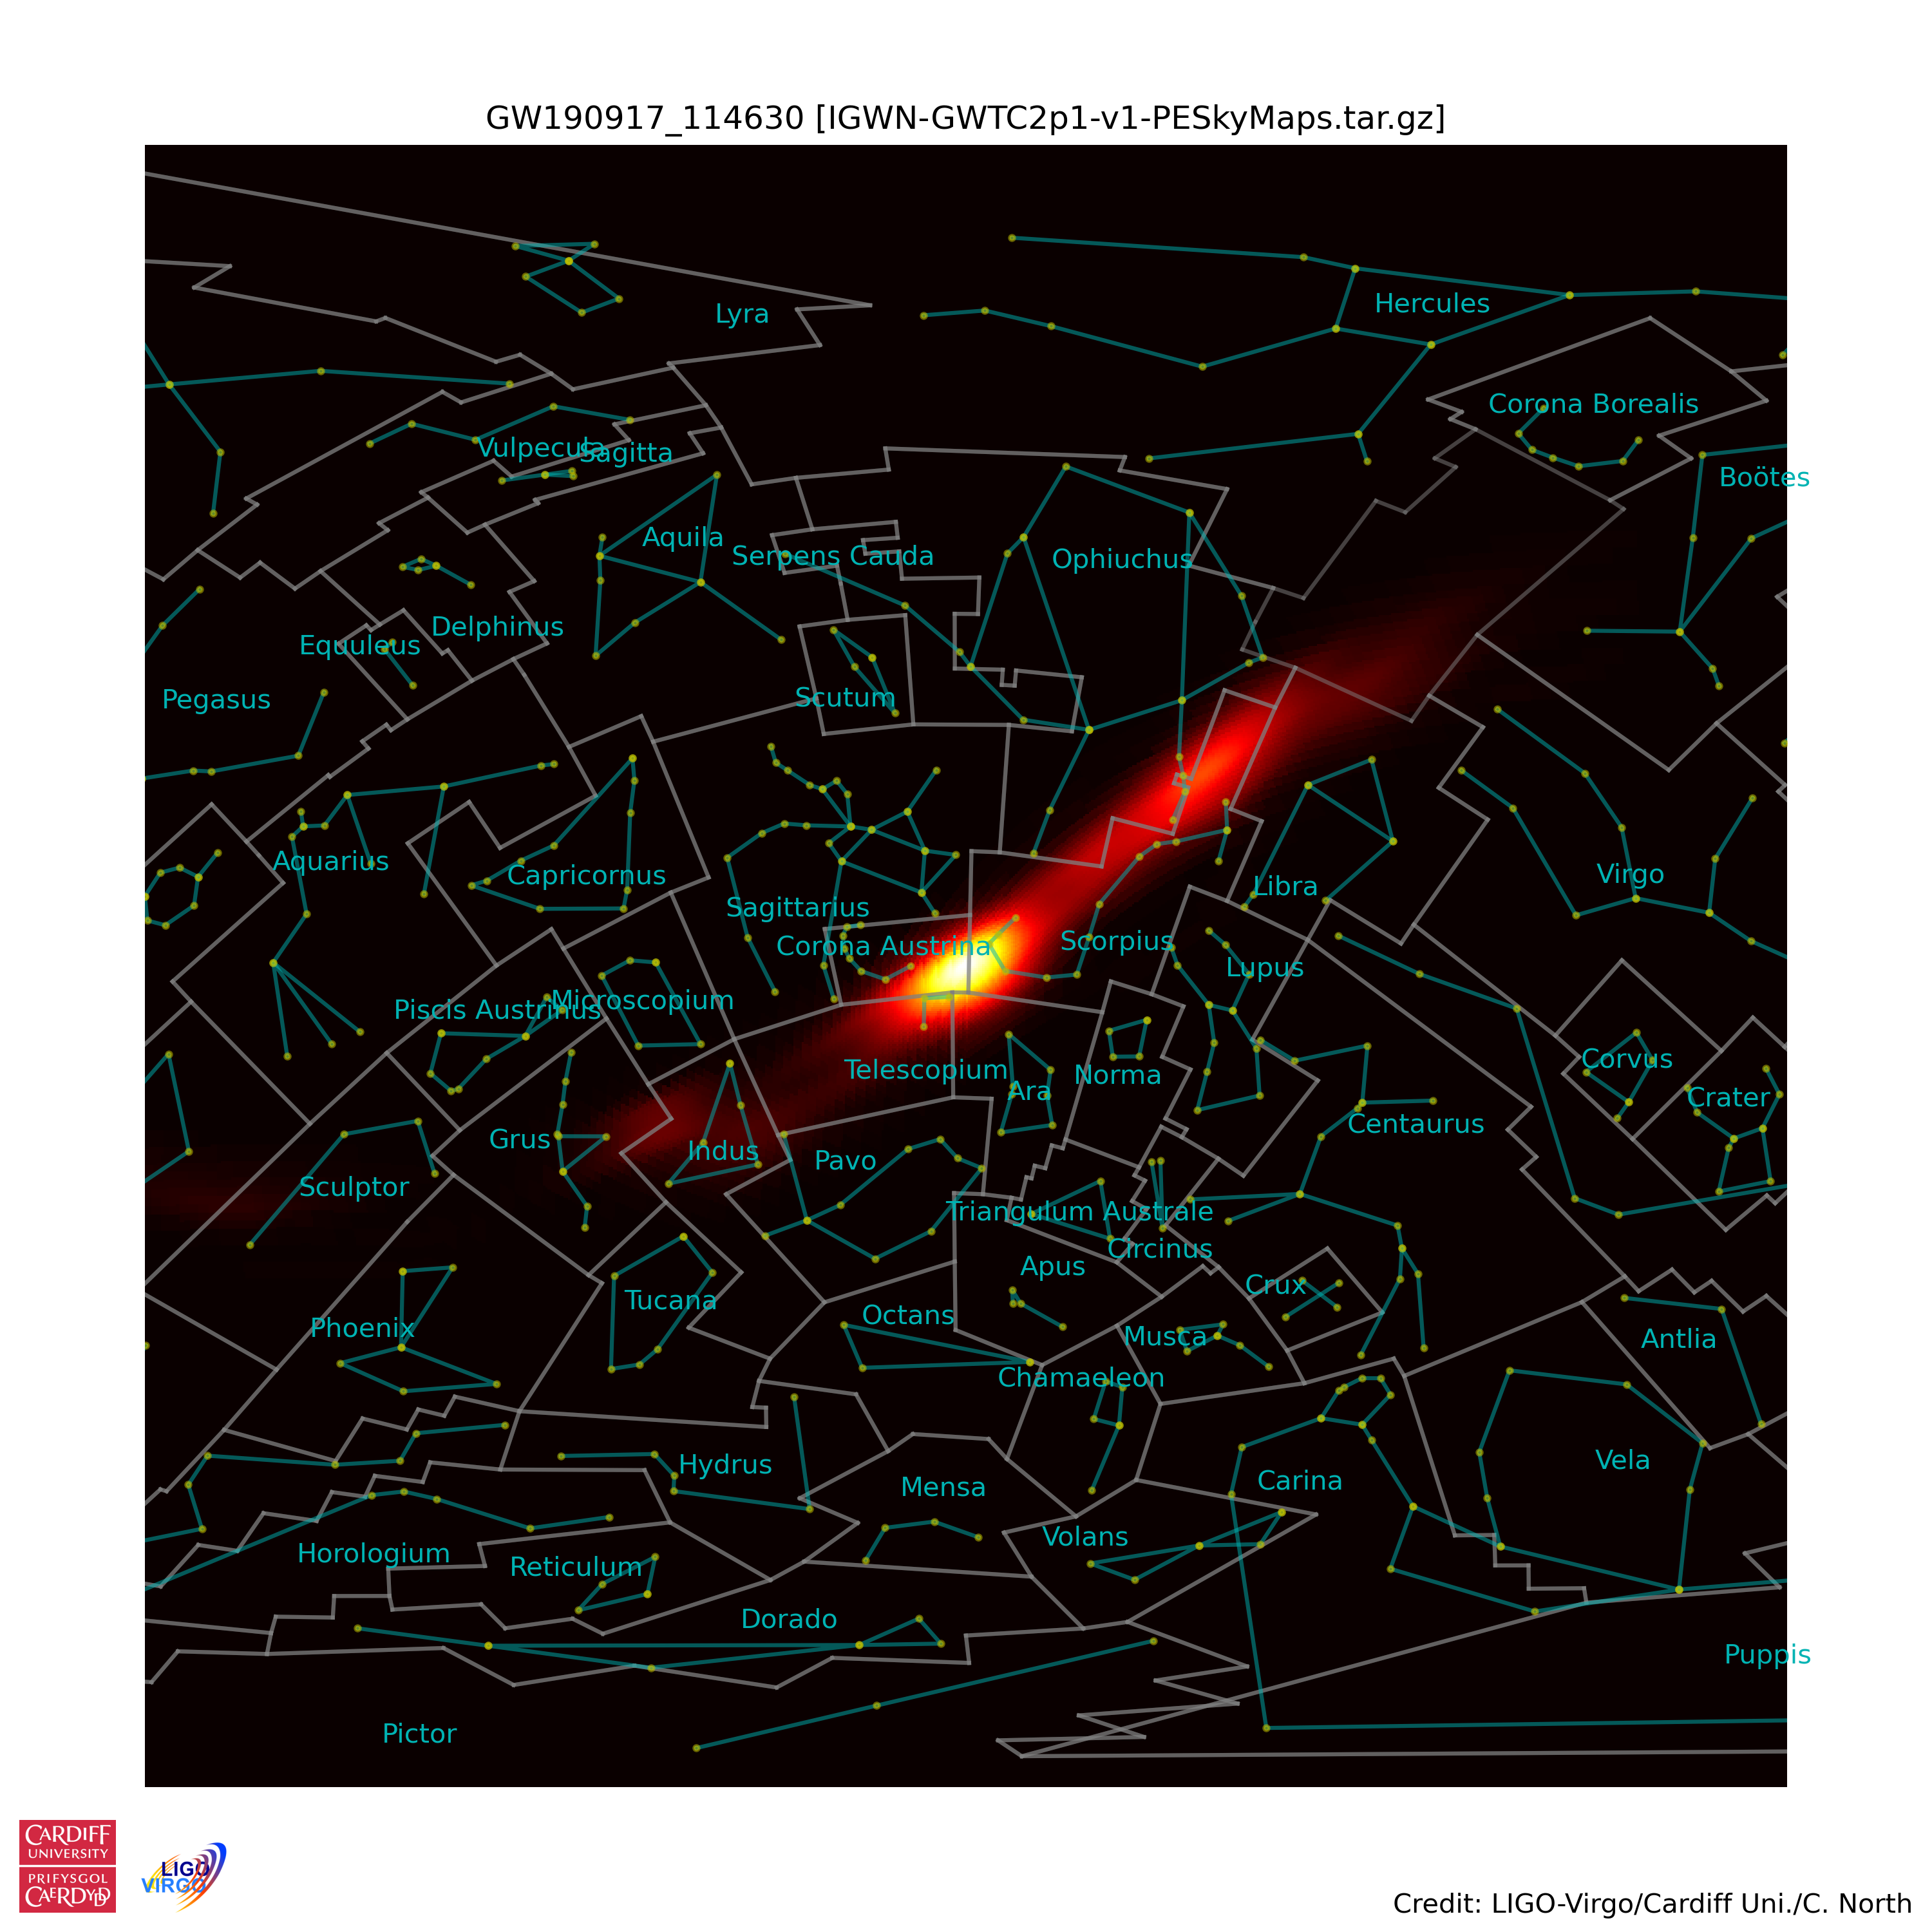 GW190917_114630 [IGWN-GWTC2p1-v1-PESkyMaps.tar.gz]
Hercules
Lyra
Corona Borealis
Vulpecula
Sagitta
Boötes
Aquila
Serpens Cauda
Ophiuchus
Delphinus
Equuleus
Pegasus
Scutum
Aquarius
Capricornus
Virgo
Libra
Sagittarius
Corona Austrina
Scorpius
Lupus
Piscis Austrinus
Microscopium
Corvus
Telescopium
Norma
Ara
Crater
Centaurus
Grus
Indus
Pavo
Sculptor
Triangulum Australe
Circinus
Apus
Crux
Tucana
Octans
Phoenix
Musca
Antlia
Chamaeleon
Hydrus
Vela
Carina
Mensa
Volans
Horologium
Reticulum
Dorado
Puppis
Pictor
CARDIFF
UNIVERSITY
PRIFYSGOL
CAERDYDD
LIGO
VIRGO
Credit: LIGO-Virgo/Cardiff Uni./C. North